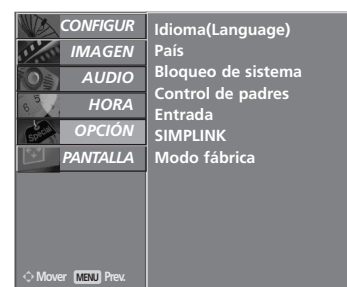 CONFIGUR
IMAGEN
AUDIO
HORA
OPCIÓN
PANTALLA
Idioma(Language)
País
Bloqueo de sistema
Control de padres
Entrada
SIMPLINK
Modo fábrica
Mover MENU Prev.